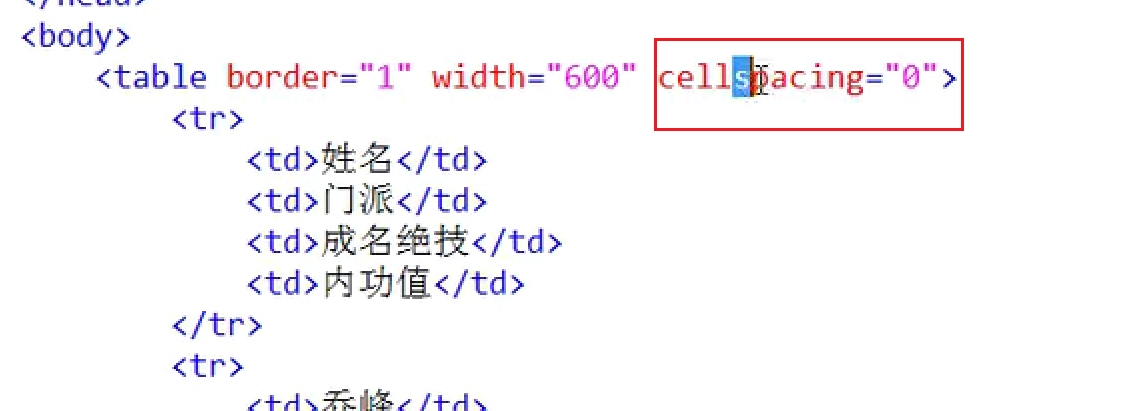 </head>
<body>
<table border="1" width="600" cellspacing="0">
<tr>
<td>姓名</td>
<td>门派</td>
<td>成名绝技</td>
<td>内功值</td>
</tr>
<tr>
<td>乔峰</td>